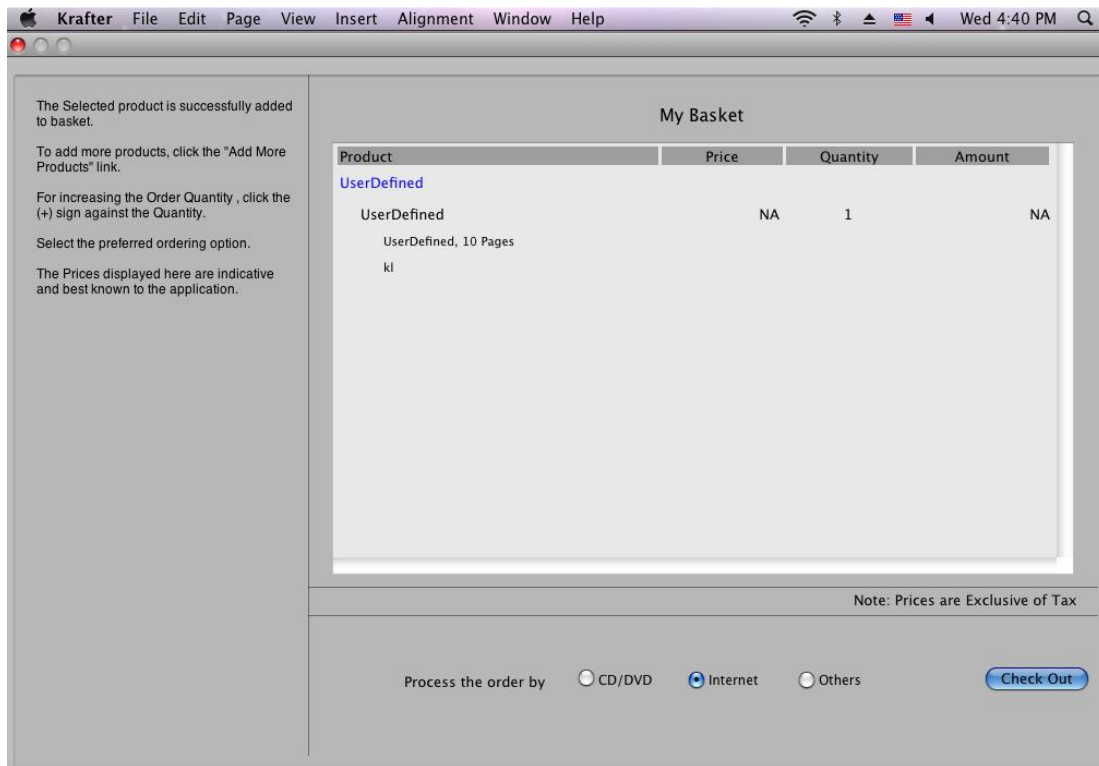 Krafter File Edit Page View Insert Alignment Window Help Wed 4:40 PM
The Selected product is successfully added
to basket.
To add more products, click the "Add More
Products" link.
For increasing the Order Quantity , click the
(+) sign against the Quantity.
Select the preferred ordering option.
The Prices displayed here are indicative
and best known to the application.
My Basket
Product Price Quantity Amount
UserDefined
UserDefined NA 1 NA
UserDefined, 10 Pages
kl
Note: Prices are Exclusive of Tax
Process the order by CD/DVD Internet Others Check Out